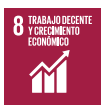 8 TRABAJO DECENTE
Y CRECIMIENTO
ECONÓMICO